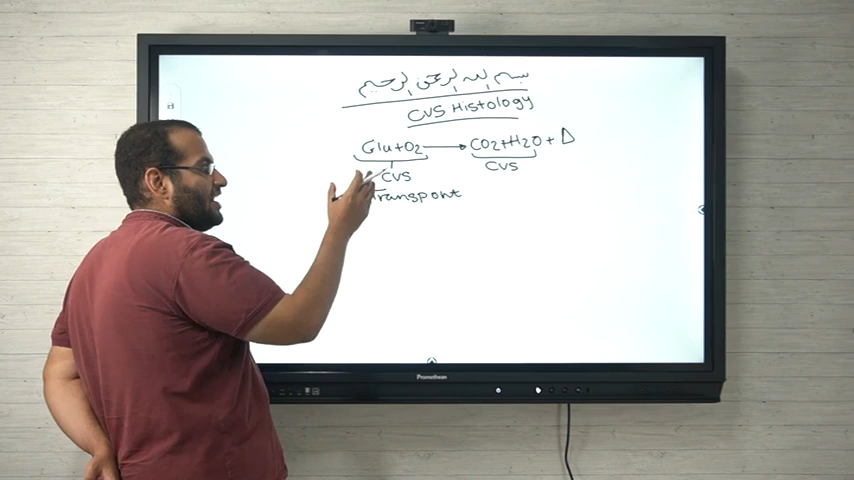 بسم الله الرحمن الرحيم
CVS Histology
Glu+O2 → CO2+H2O + Δ
CVS CVS
Transport
Promethean